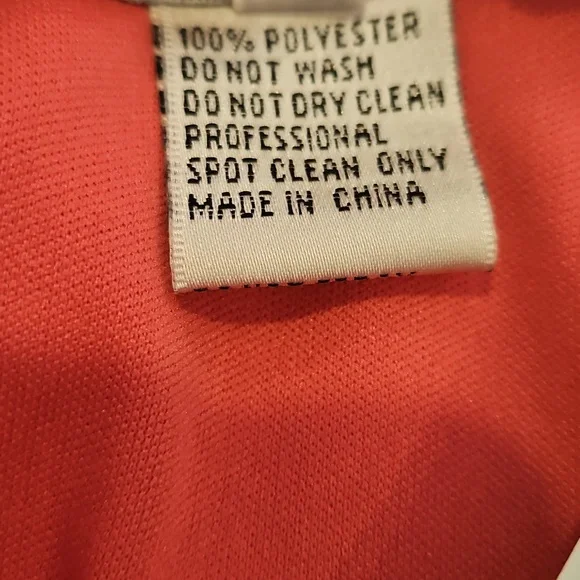 100% POLYESTER
DO NOT WASH
DO NOT DRY CLEAN
PROFESSIONAL
SPOT CLEAN ONLY
MADE IN CHINA